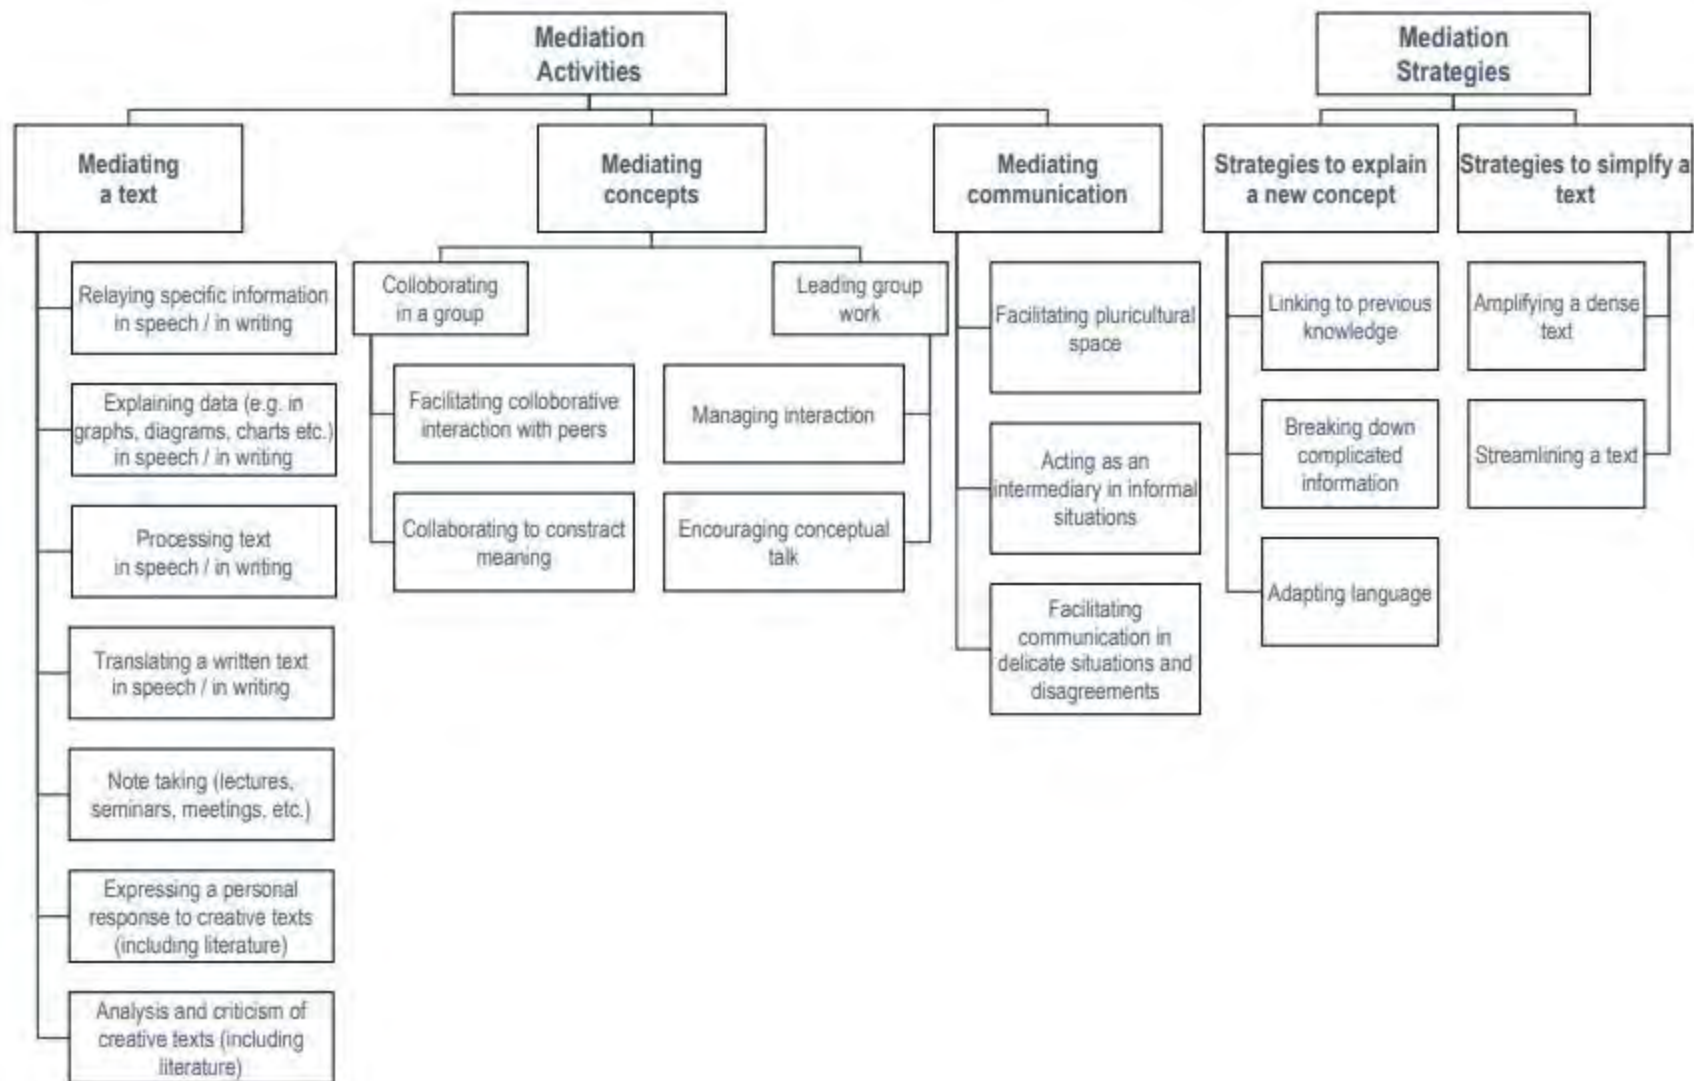 Mediation
Activities
Mediation
Strategies
Mediating
a text
Mediating
concepts
Mediating
communication
Strategies to explain
a new concept
Strategies to simplfy a
text
Relaying specific information
in speech / in writing
Explaining data (e.g. in
graphs, diagrams, charts etc.)
in speech / in writing
Processing text
in speech / in writing
Translating a written text
in speech / in writing
Note taking (lectures,
seminars, meetings, etc.)
Expressing a personal
response to creative texts
(including literature)
Analysis and criticism of
creative texts (including
literature)
Colloborating
in a group
Facilitating colloborative
interaction with peers
Collaborating to constract
meaning
Leading group
work
Managing interaction
Encouraging conceptual
talk
Facilitating pluricultural
space
Acting as an
intermediary in informal
situations
Facilitating
communication in
delicate situations and
disagreements
Linking to previous
knowledge
Breaking down
complicated
information
Adapting language
Amplifying a dense
text
Streamlining a text